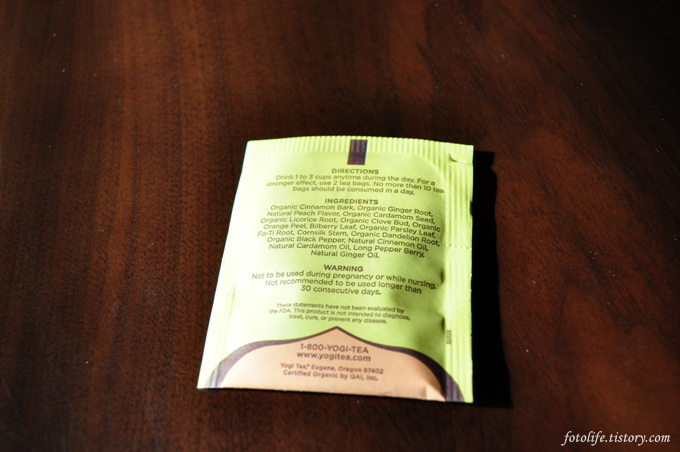 DIRECTIONS
Drink 1 to 3 cups anytime during the day. For a
stronger effect, use 2 tea bags. No more than 10 tea
bags should be consumed in a day.
INGREDIENTS
Organic Cinnamon Bark, Organic Ginger Root,
Natural Peach Flavor, Organic Cardamom Seed,
Organic Licorice Root, Organic Clove Bud, Organic
Orange Peel, Bilberry Leaf, Organic Parsley Leaf,
Fo-Ti Root, Cornsilk Stem, Organic Dandelion Root,
Organic Black Pepper, Natural Cinnamon Oil,
Natural Cardamom Oil, Long Pepper Berry,
Natural Ginger Oil.
WARNING
Not to be used during pregnancy or while nursing.
Not recommended to be used longer than
30 consecutive days.
These statements have not been evaluated by
the FDA. This product is not intended to diagnose,
treat, cure, or prevent any disease.
1-800-YOGI-TEA
www.yogitea.com
Yogi Tea,® Eugene, Oregon 97402
Certified Organic by QAI, Inc.
fotolife.tistory.com